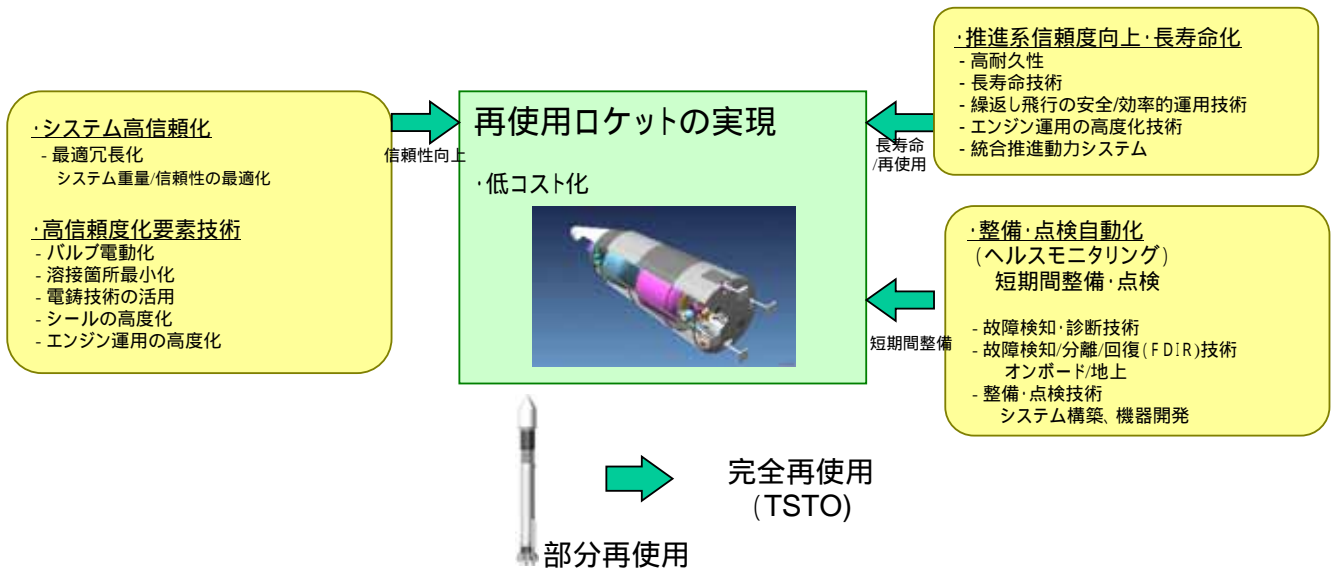 ・システム高信頼化
- 最適冗長化
システム重量/信頼性の最適化
・高信頼度化要素技術
- バルブ電動化
- 溶接箇所最小化
- 電鋳技術の活用
- シールの高度化
- エンジン運用の高度化
信頼性向上
再使用ロケットの実現
・低コスト化
長寿命
/再使用
短期間整備
・推進系信頼度向上・長寿命化
- 高耐久性
- 長寿命技術
- 繰返し飛行の安全/効率的運用技術
- エンジン運用の高度化技術
- 統合推進動力システム
・整備・点検自動化
(ヘルスモニタリング)
短期間整備・点検
- 故障検知・診断技術
- 故障検知/分離/回復(FDIR)技術
オンボード/地上
- 整備・点検技術
システム構築、機器開発
部分再使用
完全再使用
(TSTO)